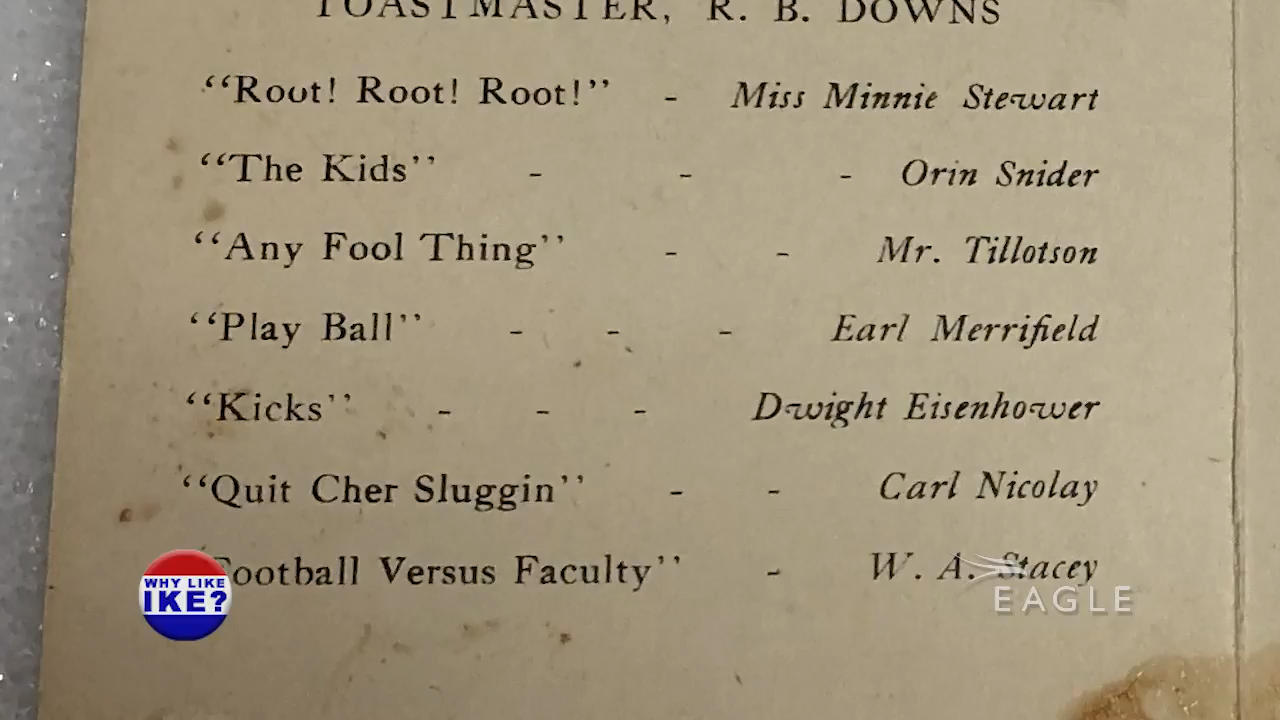 TOASTMASTER, R. B. DOWNS
“Root! Root! Root!” - Miss Minnie Stewart
“The Kids” - - - Orin Snider
“Any Fool Thing” - - Mr. Tillotson
“Play Ball” - - - Earl Merrifield
“Kicks” - - - Dwight Eisenhower
“Quit Cher Sluggin” - - Carl Nicolay
“Football Versus Faculty” - W. A. Stacey
WHY LIKE
IKE?
EAGLE